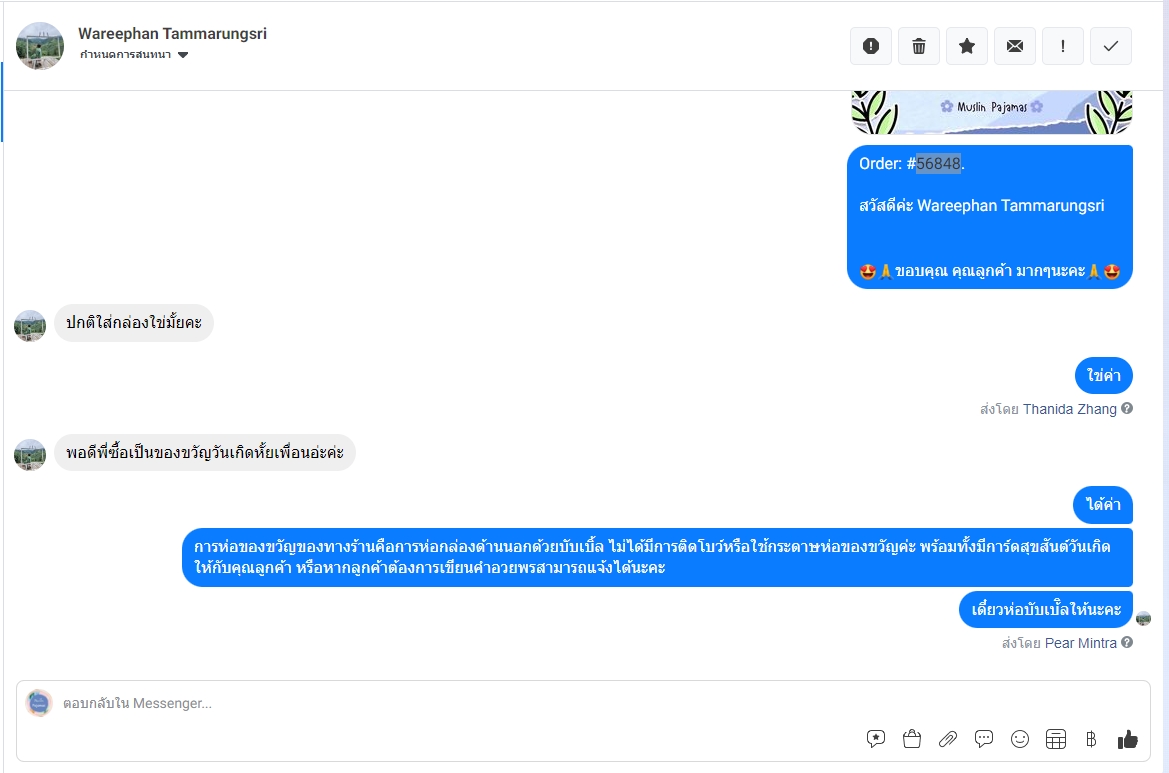 Wareephan Tammarungsri
กำหนดการสนทนา
Muslin Pajamas
Order: #56848.
สวัสดีค่ะ Wareephan Tammarungsri
🤩🙏ขอบคุณ คุณลูกค้า มากๆนะคะ🙏🤩
ปกติใส่กล่องใช่มั้ยคะ
ใช่ค่า
ส่งโดย Thanida Zhang
พอดีพี่ซื้อเป็นของขวัญวันเกิดหั้ยเพื่อนอ่ะค่ะ
ได้ค่า
การห่อของขวัญของทางร้านคือการห่อกล่องด้านนอกด้วยบับเบิ้ล ไม่ได้มีการติดโบว์หรือใช้กระดาษห่อของขวัญค่ะ พร้อมทั้งมีการ์ดสุขสันต์วันเกิด
ให้กับคุณลูกค้า หรือหากลูกค้าต้องการเขียนคำอวยพรสามารถแจ้งได้นะคะ
เดี๋ยวห่อบับเบ้ิลให้นะคะ
ส่งโดย Pear Mintra
ตอบกลับใน Messenger...